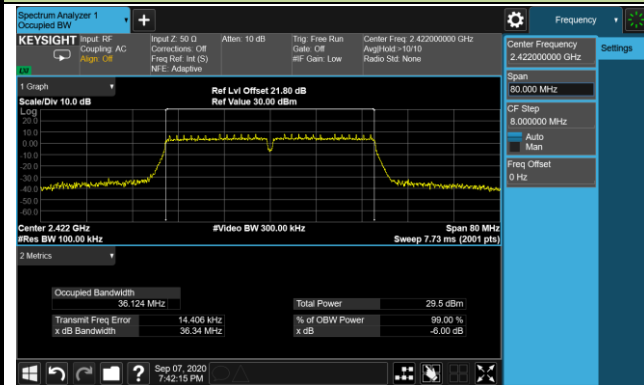 Spectrum Analyzer 1
Occupied BW
+
Frequency
KEYSIGHT
Input: RF
Coupling: AC
Align: Off
Input Z: 50 Ω
Corrections: Off
Freq Ref: Int (S)
NFE: Adaptive
Atten: 10 dB
Trig: Free Run
Gate: Off
#IF Gain: Low
Center Freq: 2.422000000 GHz
Avg|Hold:>10/10
Radio Std: None
Center Frequency
2.422000000 GHz
Settings
Span
80.000 MHz
CF Step
8.000000 MHz
Auto
Man
Freq Offset
0 Hz
1 Graph
Scale/Div 10.0 dB
Ref Lvl Offset 21.80 dB
Ref Value 30.00 dBm
Log
20.0
10.0
0.00
-10.0
-20.0
-30.0
-40.0
-50.0
-60.0
Center 2.422 GHz
#Video BW 300.00 kHz
Span 80 MHz
#Res BW 100.00 kHz
Sweep 7.73 ms (2001 pts)
2 Metrics
Occupied Bandwidth
36.124 MHz
Total Power
29.5 dBm
Transmit Freq Error
14.406 kHz
% of OBW Power
99.00 %
x dB Bandwidth
36.34 MHz
x dB
-6.00 dB
?
Sep 07, 2020
7:42:15 PM